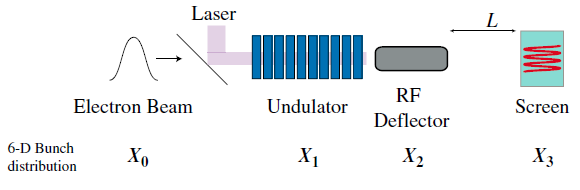 Laser
L
Electron Beam
Undulator
RF
Deflector
Screen
6-D Bunch
distribution
X₀
X₁
X₂
X₃